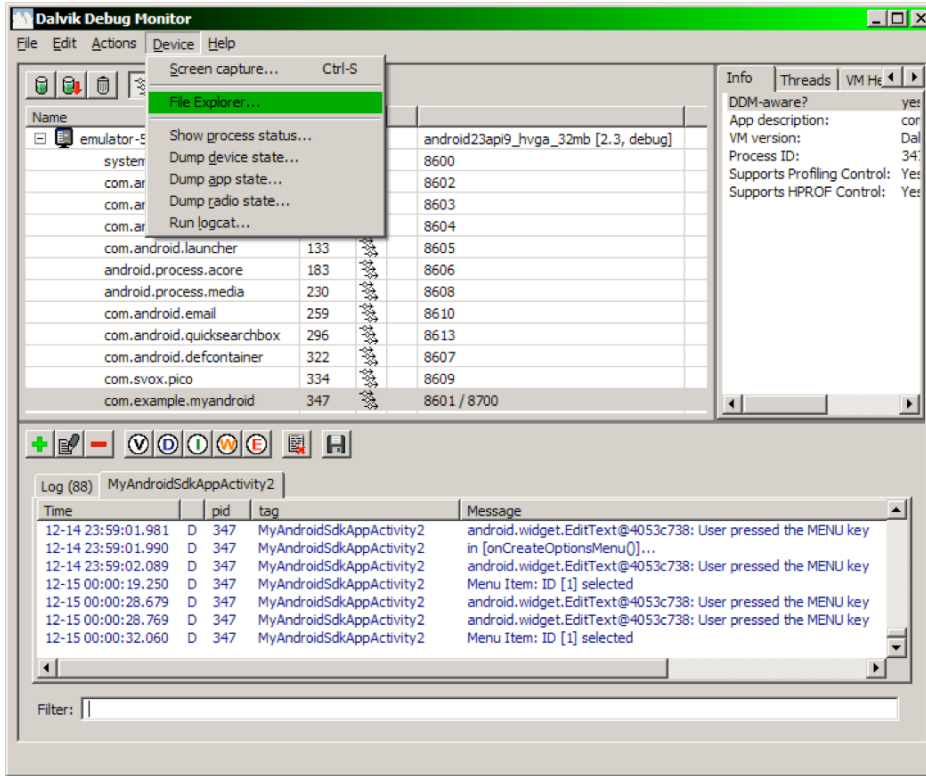 Dalvik Debug Monitor
File Edit Actions Device Help
Screen capture... Ctrl-S
File Explorer...
Show process status...
Dump device state...
Dump app state...
Dump radio state...
Run logcat...
Name
emulator-5 android23api9_hvga_32mb [2.3, debug]
system 8600
com.ar 8602
com.ar 8603
com.ar 8604
com.android.launcher 133 8605
android.process.acore 183 8606
android.process.media 230 8608
com.android.email 259 8610
com.android.quicksearchbox 296 8613
com.android.defcontainer 322 8607
com.svox.pico 334 8609
com.example.myandroid 347 8601 / 8700
Info Threads VM He
DDM-aware? yes
App description: cor
VM version: Dal
Process ID: 347
Supports Profiling Control: Yes
Supports HPROF Control: Yes
V D I W E
Log (88) MyAndroidSdkAppActivity2
Time pid tag Message
12-14 23:59:01.981 D 347 MyAndroidSdkAppActivity2 android.widget.EditText@4053c738: User pressed the MENU key
12-14 23:59:01.990 D 347 MyAndroidSdkAppActivity2 in [onCreateOptionsMenu()]...
12-14 23:59:02.089 D 347 MyAndroidSdkAppActivity2 android.widget.EditText@4053c738: User pressed the MENU key
12-15 00:00:19.250 D 347 MyAndroidSdkAppActivity2 Menu Item: ID [1] selected
12-15 00:00:28.679 D 347 MyAndroidSdkAppActivity2 android.widget.EditText@4053c738: User pressed the MENU key
12-15 00:00:28.769 D 347 MyAndroidSdkAppActivity2 android.widget.EditText@4053c738: User pressed the MENU key
12-15 00:00:32.060 D 347 MyAndroidSdkAppActivity2 Menu Item: ID [1] selected
Filter: